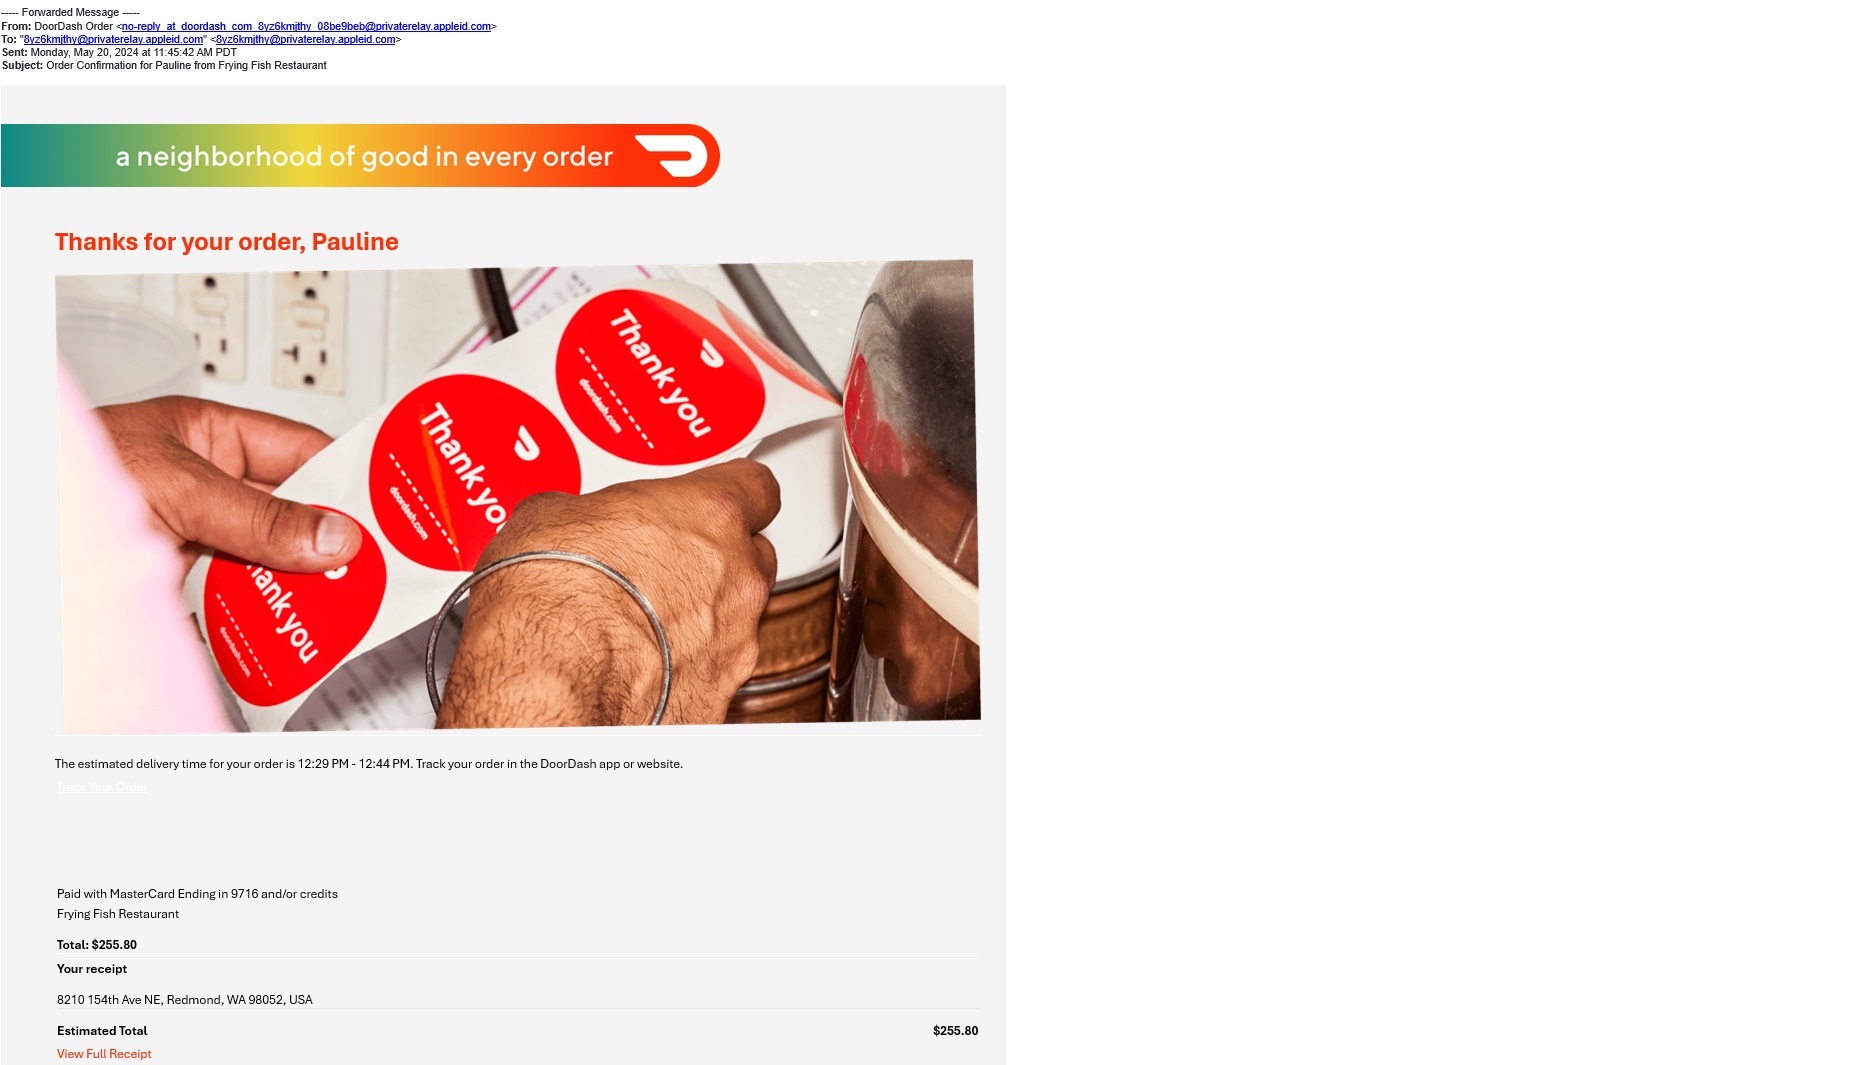 ----- Forwarded Message -----
From: DoorDash Order <no-reply_at_doordash_com_8yz6kmjthy_08be9beb@privaterelay.appleid.com>
To: "8yz6kmjthy@privaterelay.appleid.com" <8yz6kmjthy@privaterelay.appleid.com>
Sent: Monday, May 20, 2024 at 11:45:42 AM PDT
Subject: Order Confirmation for Pauline from Frying Fish Restaurant
a neighborhood of good in every order
Thanks for your order, Pauline
Thank you
doordash.com
Thank you
doordash.com
Thank you
doordash.com
The estimated delivery time for your order is 12:29 PM - 12:44 PM. Track your order in the DoorDash app or website.
Track Your Order
Paid with MasterCard Ending in 9716 and/or credits
Frying Fish Restaurant
Total: $255.80
Your receipt
8210 154th Ave NE, Redmond, WA 98052, USA
Estimated Total $255.80
View Full Receipt